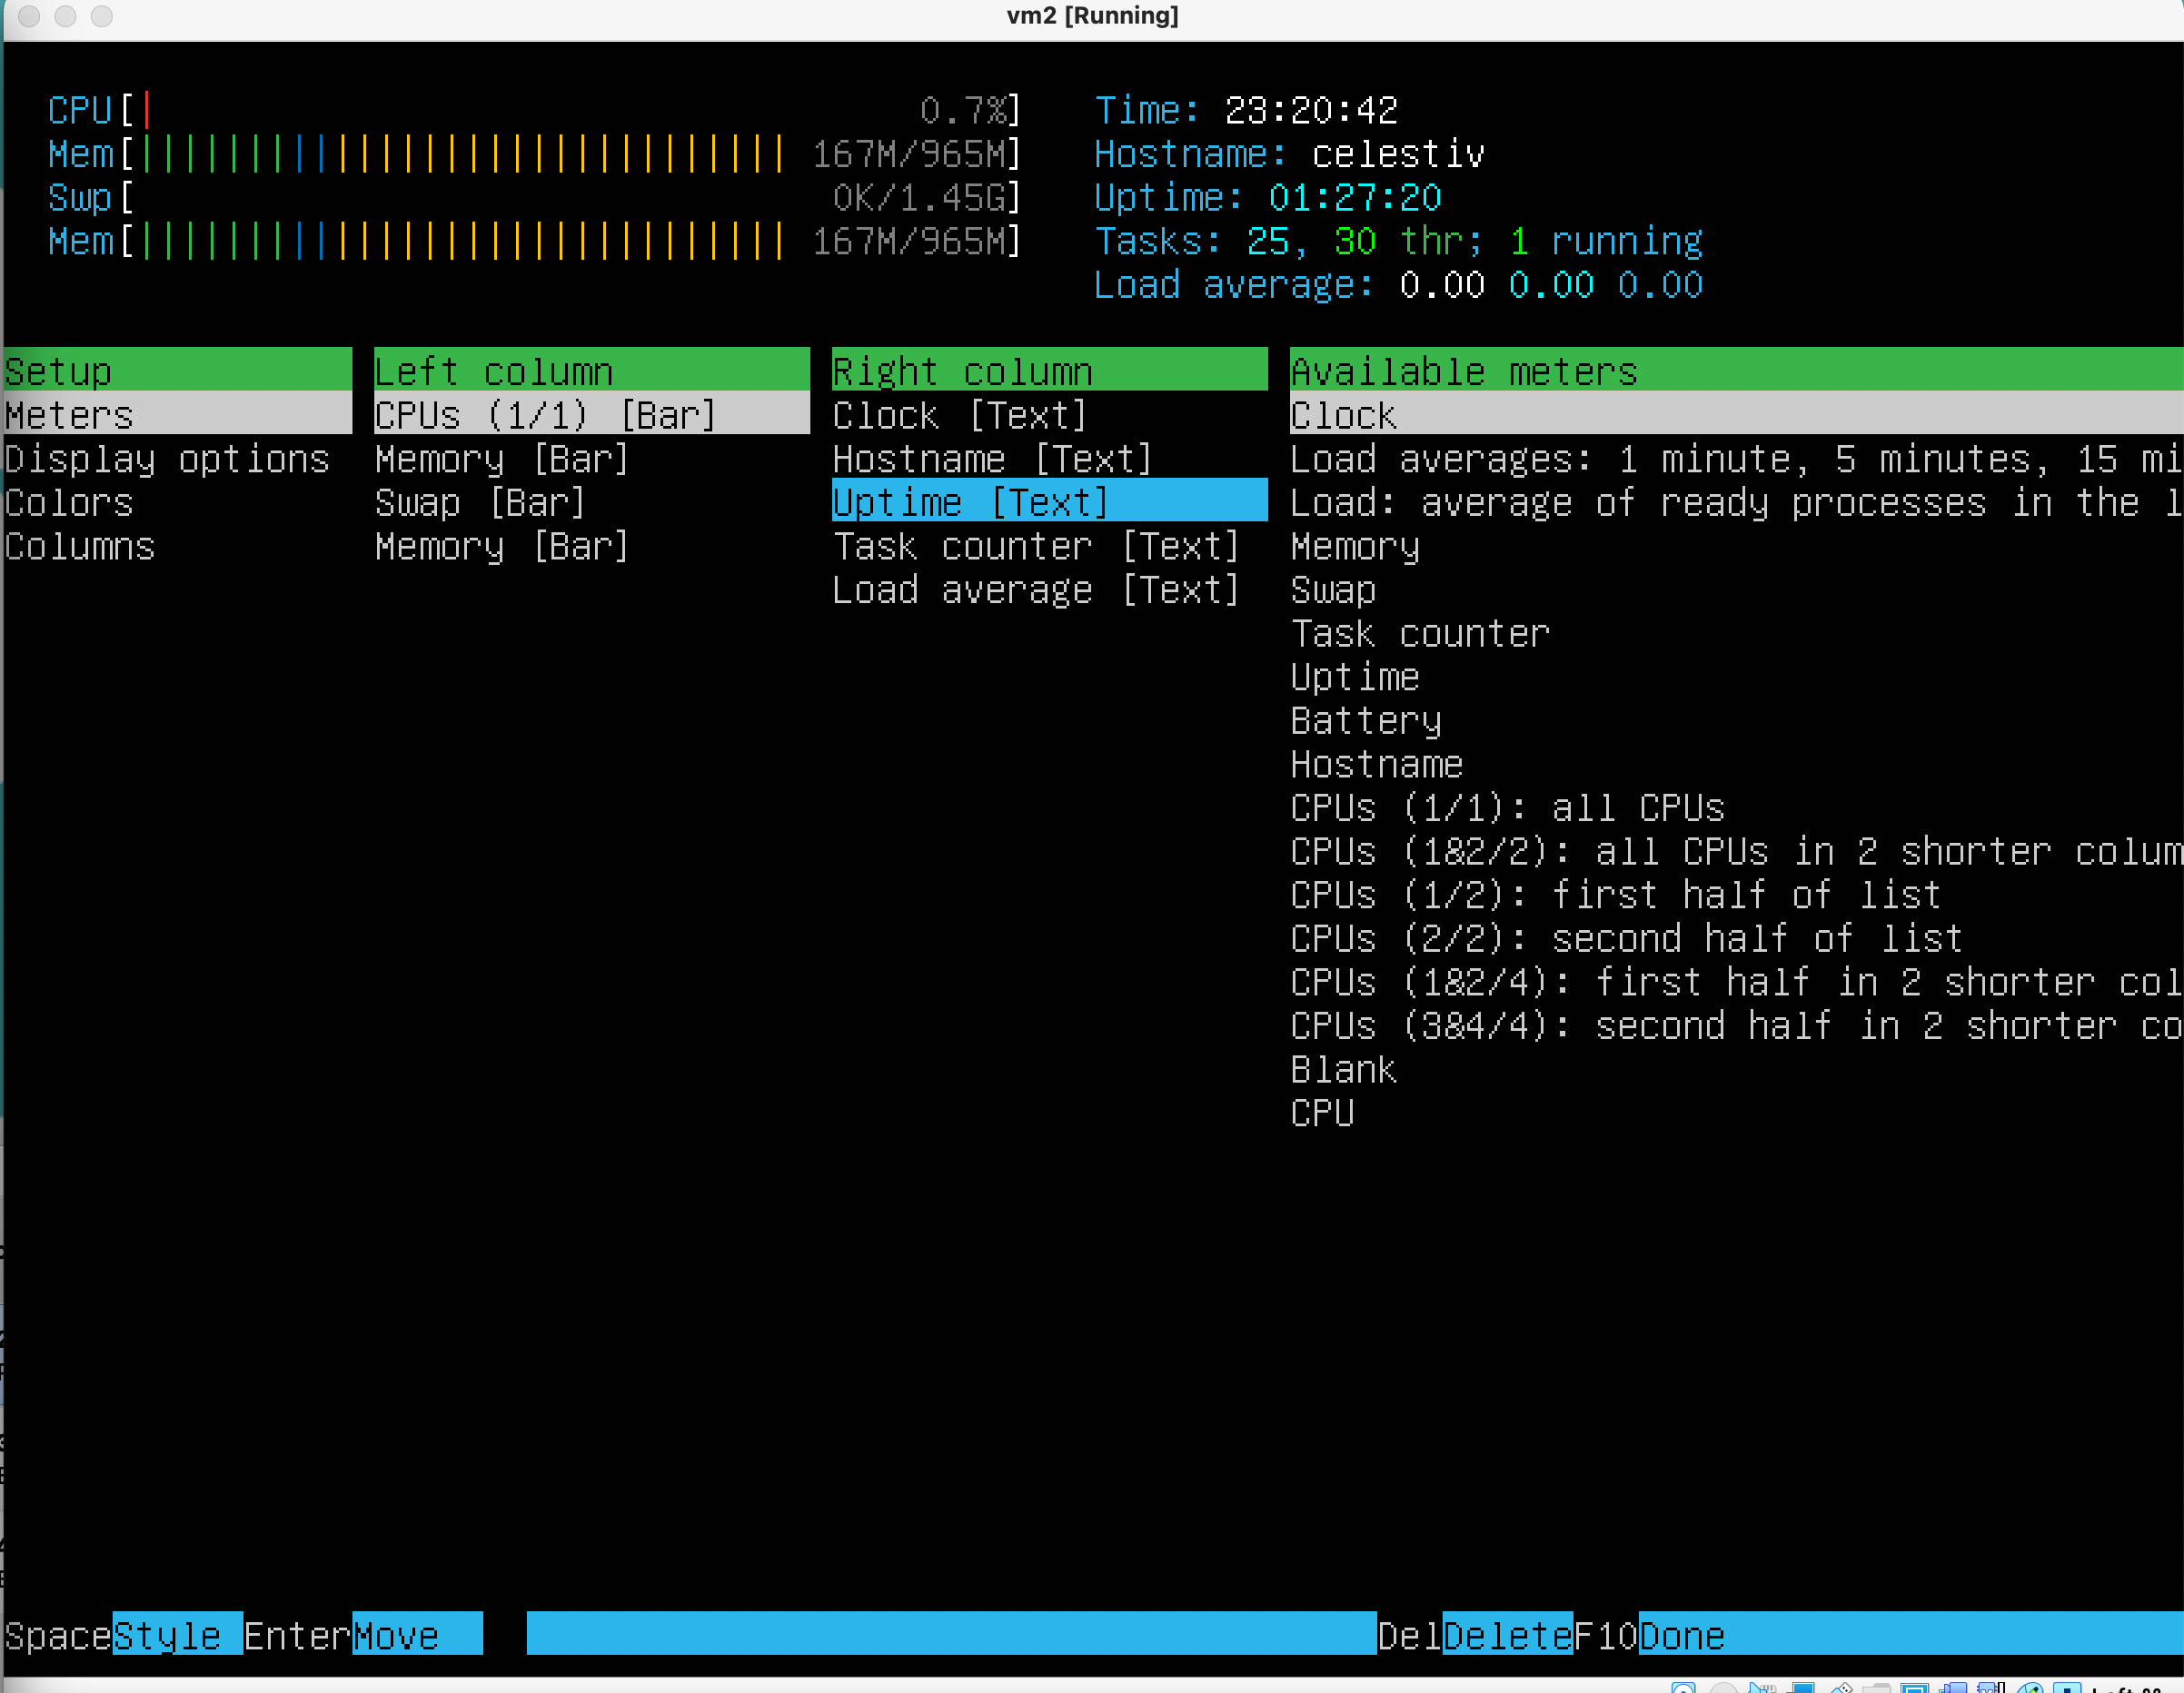 vm2 [Running]
CPU[| 0.7%]
Mem[|||||||||||||||||||||||||||||| 167M/965M]
Swp[ 0K/1.45G]
Mem[|||||||||||||||||||||||||||||| 167M/965M]
Time: 23:20:42
Hostname: celestiv
Uptime: 01:27:20
Tasks: 25, 30 thr; 1 running
Load average: 0.00 0.00 0.00
Setup
Meters
Display options
Colors
Columns
Left column
CPUs (1/1) [Bar]
Memory [Bar]
Swap [Bar]
Memory [Bar]
Right column
Clock [Text]
Hostname [Text]
Uptime [Text]
Task counter [Text]
Load average [Text]
Available meters
Clock
Load averages: 1 minute, 5 minutes, 15 mi
Load: average of ready processes in the l
Memory
Swap
Task counter
Uptime
Battery
Hostname
CPUs (1/1): all CPUs
CPUs (1&2/2): all CPUs in 2 shorter colum
CPUs (1/2): first half of list
CPUs (2/2): second half of list
CPUs (1&2/4): first half in 2 shorter col
CPUs (3&4/4): second half in 2 shorter co
Blank
CPU
SpaceStyle EnterMove DelDeleteF10Done